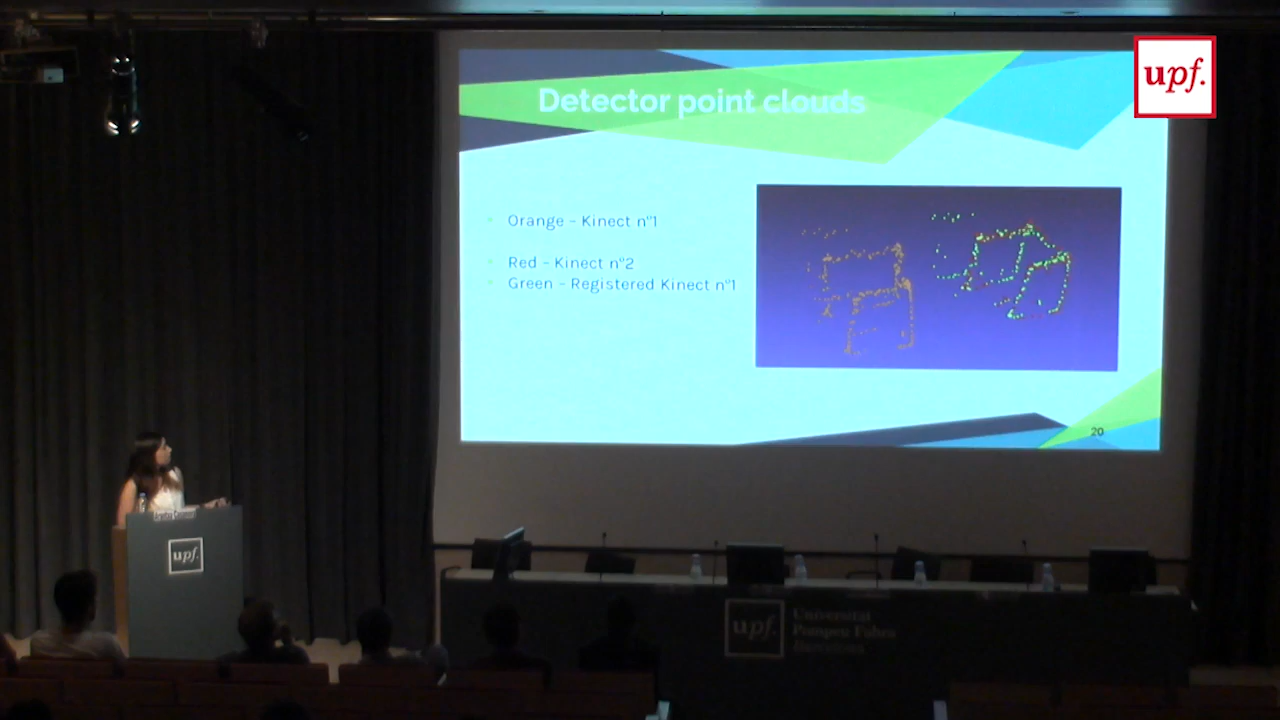 upf.
Detector point clouds
Orange – Kinect nº1
Red – Kinect nº2
Green – Registered Kinect nº1
20
upf.
upf.
Universitat
Pompeu Fabra
Barcelona